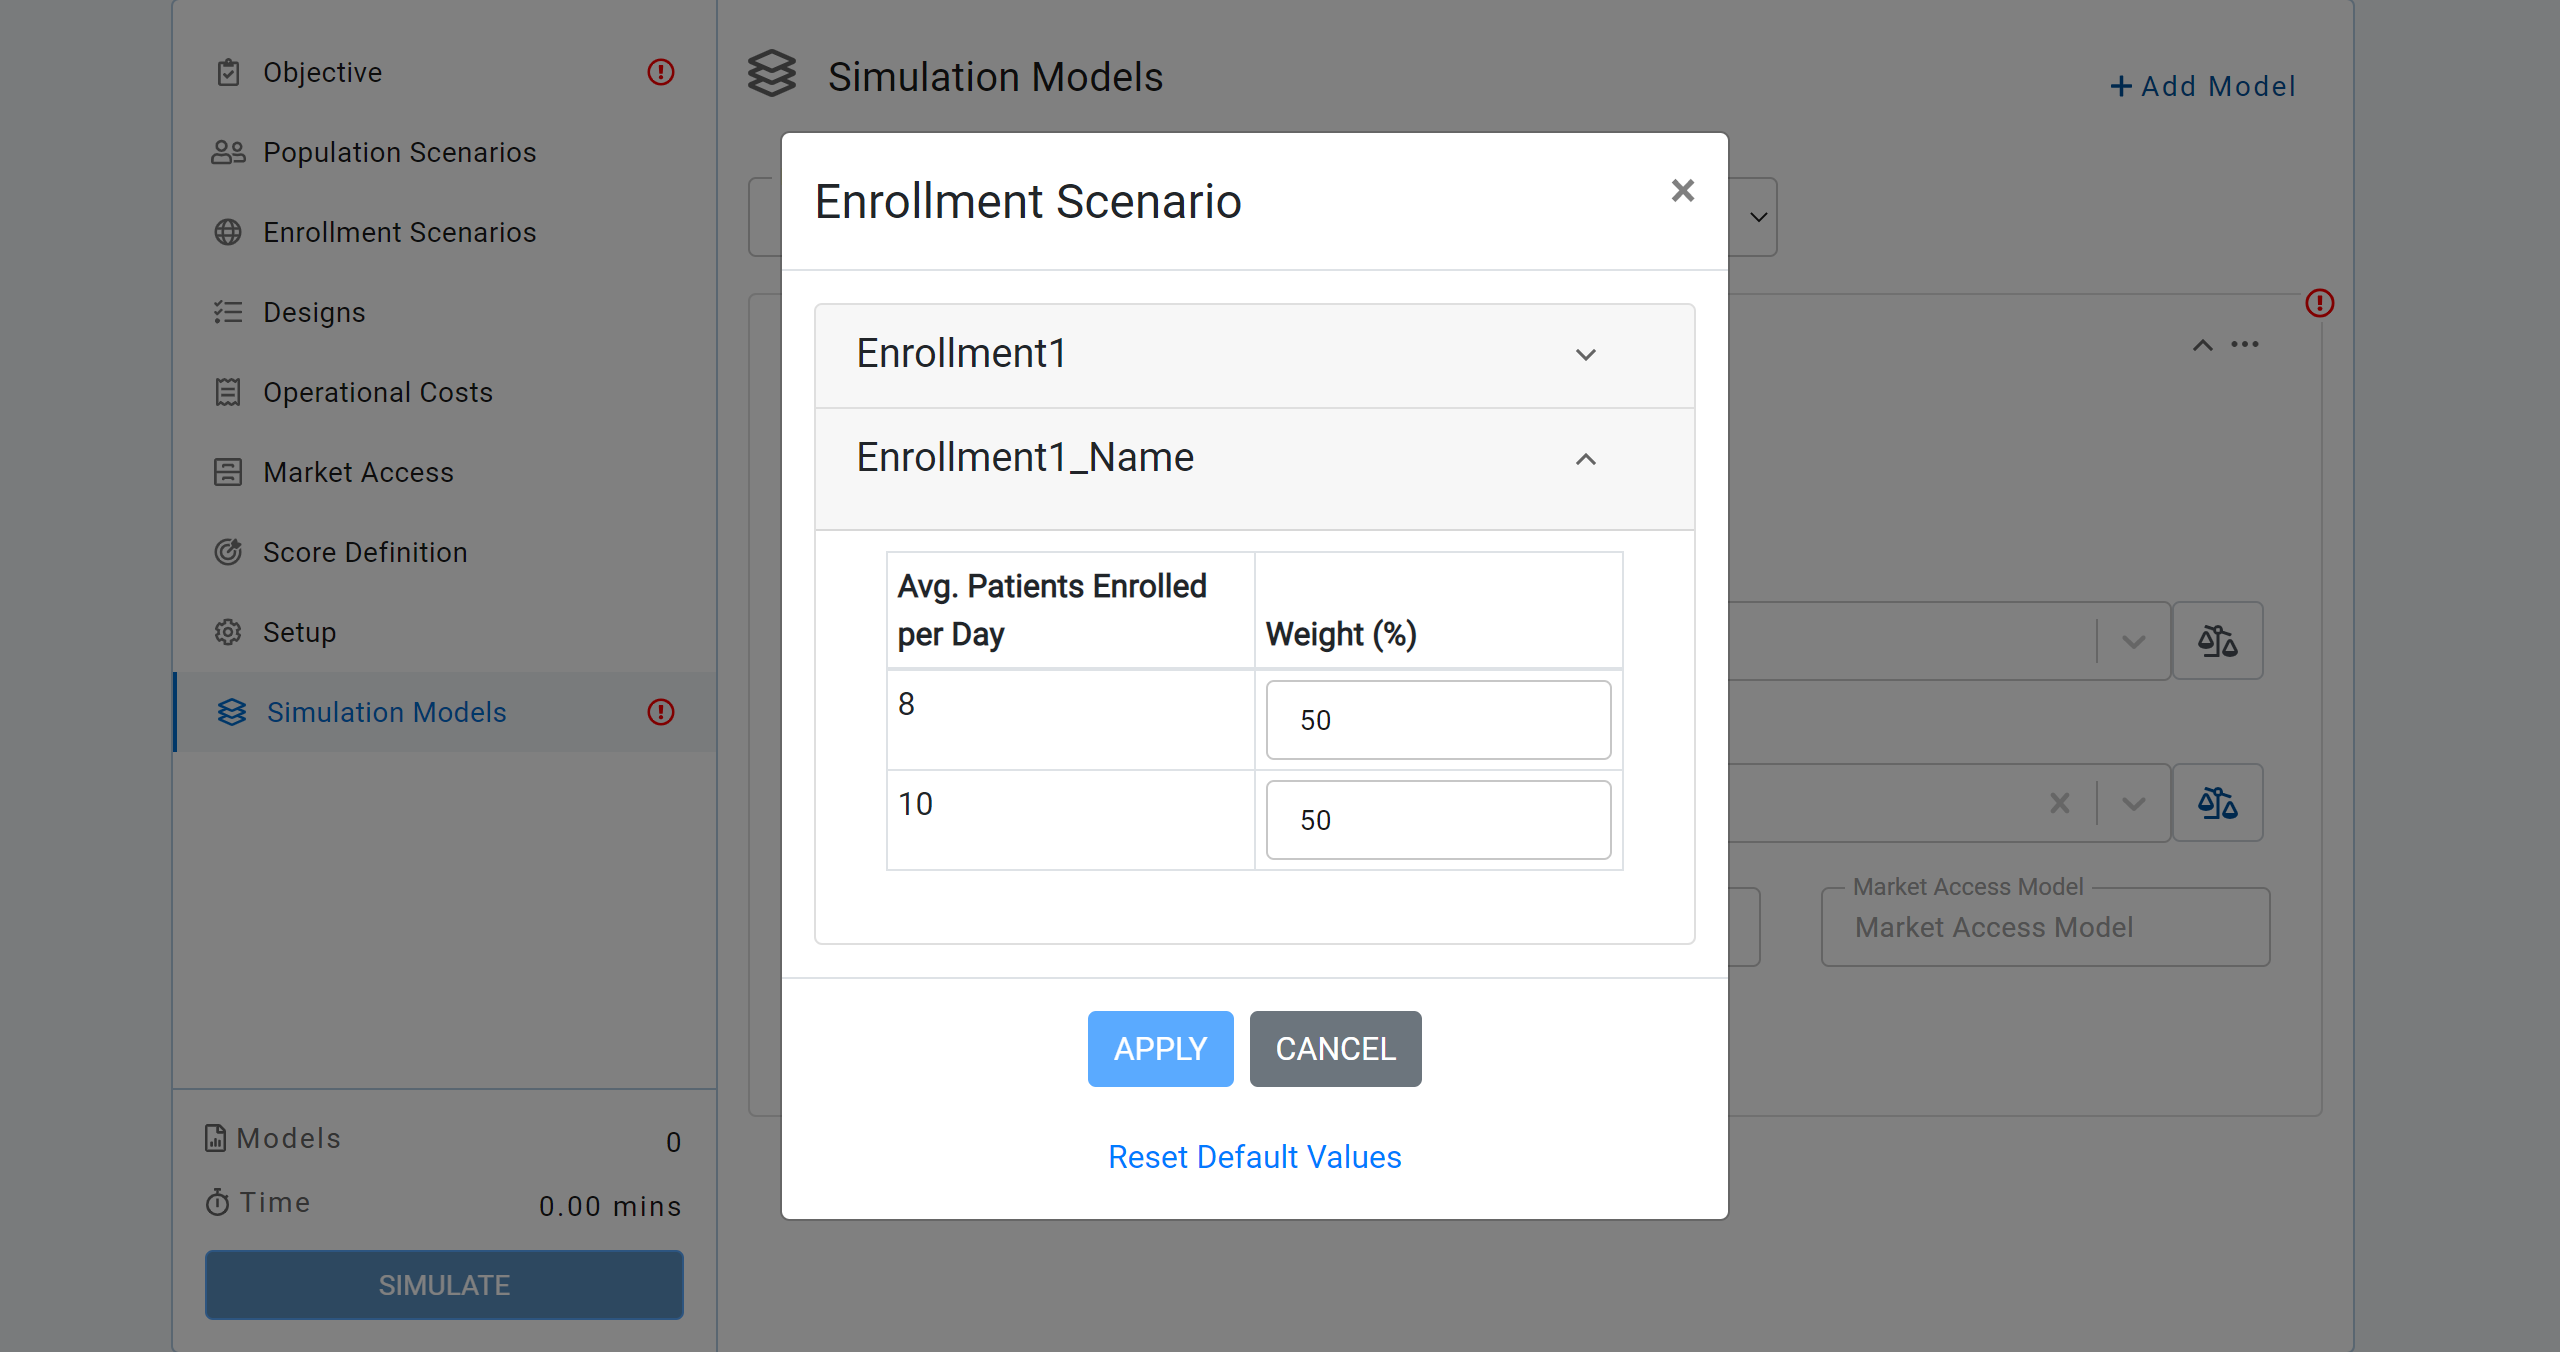 Objective
Population Scenarios
Enrollment Scenarios
Designs
Operational Costs
Market Access
Score Definition
Setup
Simulation Models
Models 0
Time 0.00 mins
SIMULATE
Simulation Models
Add Model
Enrollment Scenario
Enrollment1
Enrollment1_Name
Avg. Patients Enrolled
per Day
Weight (%)
8 50
10 50
APPLY CANCEL
Reset Default Values
Market Access Model
Market Access Model